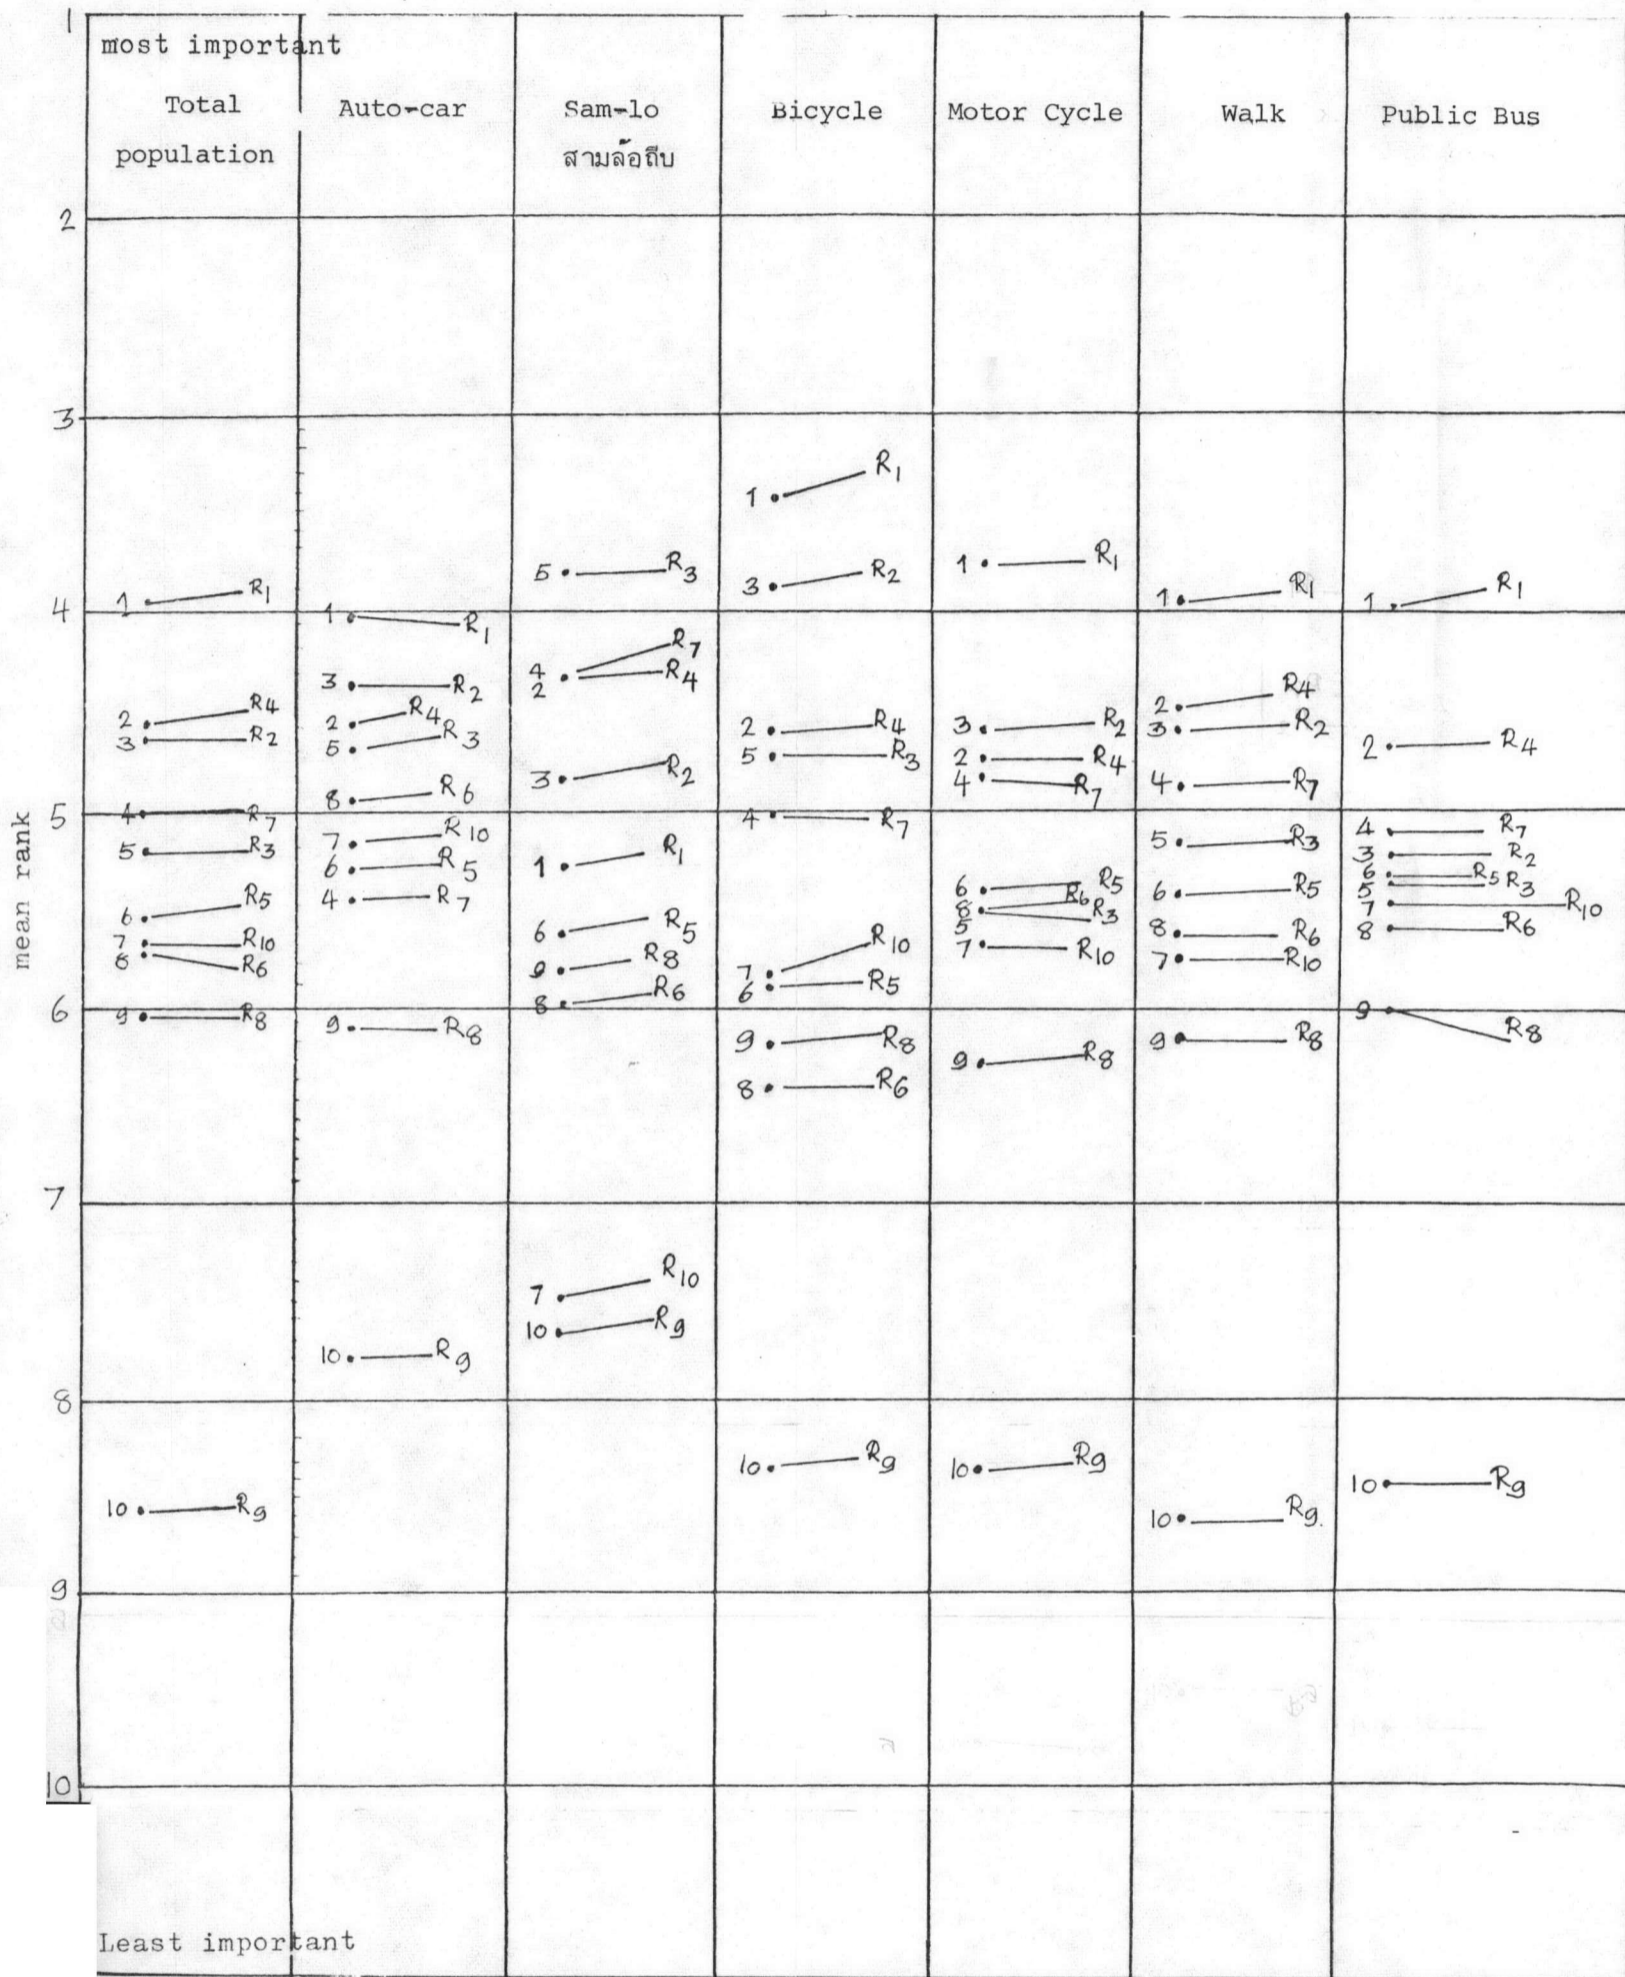 1
most important
Total
population
Auto-car
Sam-lo
สามล้อถีบ
Bicycle
Motor Cycle
Walk
Public Bus
2
3
4
5
6
7
8
9
10
mean rank
1 R1
2 R4
3 R2
4 R7
5 R3
6 R5
7 R10
8 R6
9 R8
10 R9
1 R1
3 R2
2 R4
5 R3
8 R6
7 R10
6 R5
4 R7
9 R8
10 R9
5 R3
4 R7
2 R4
3 R2
1 R1
6 R5
9 R8
8 R6
7 R10
10 R9
1 R1
3 R2
2 R4
5 R3
4 R7
7 R10
6 R5
9 R8
8 R6
10 R9
1 R1
3 R2
2 R4
4 R7
6 R5
8 R6
5 R3
7 R10
9 R8
10 R9
1 R1
2 R4
3 R2
4 R7
5 R3
6 R5
8 R6
7 R10
9 R8
10 R9.
1 R1
2 R4
4 R7
3 R2
6 R5
5 R3
7 R10
8 R6
9 R8
10 R9
Least important